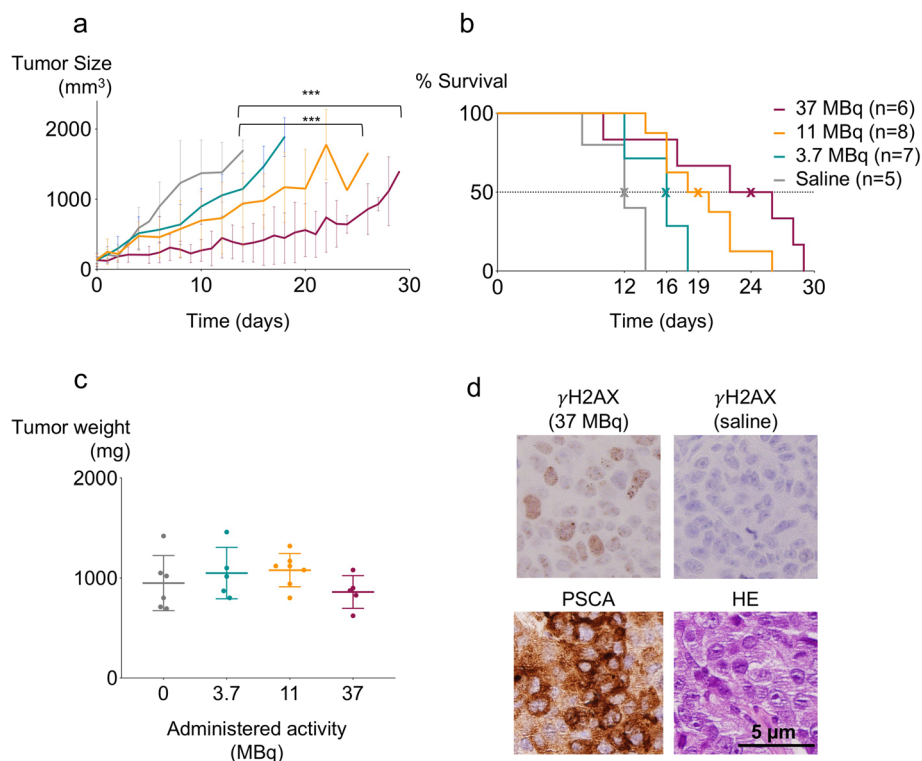 a
Tumor Size
(mm³)
2000
1000
0
0
10
20
30
Time (days)
***
***
b
% Survival
100
50
0
0
12
16
19
24
30
Time (days)
37 MBq (n=6)
11 MBq (n=8)
3.7 MBq (n=7)
Saline (n=5)
c
Tumor weight
(mg)
2000
1000
0
0
3.7
11
37
Administered activity
(MBq)
d
γH2AX
(37 MBq)
γH2AX
(saline)
PSCA
HE
5 µm